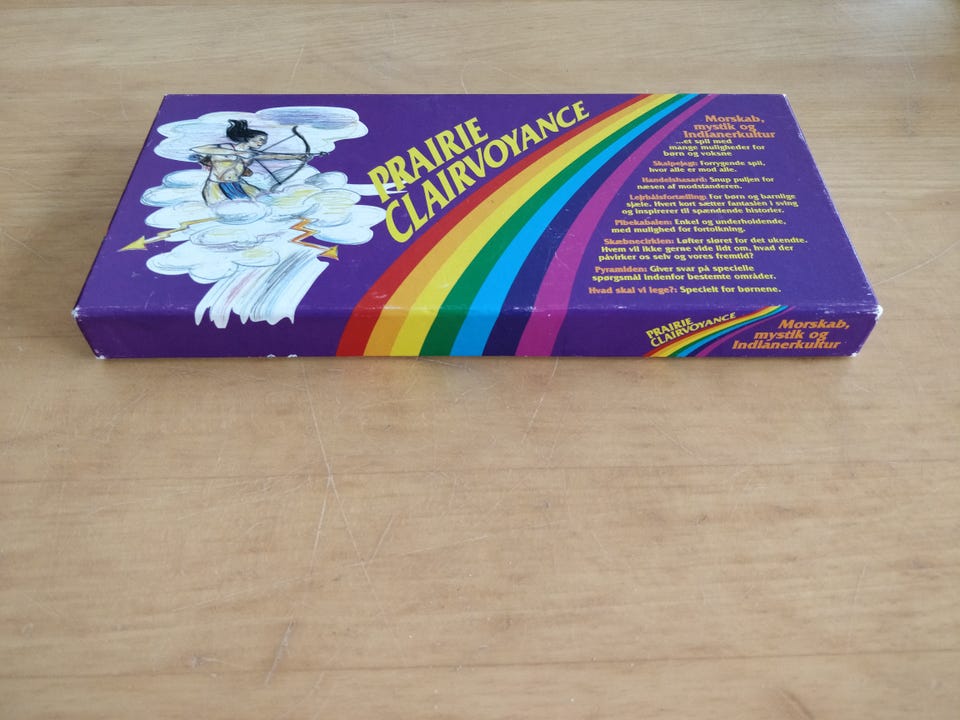 PRAIRIE
CLAIRVOYANCE
Morskab,
mystik og
Indianerkultur
...et spil med
mange muligheder for
børn og voksne
Skalpejagt: Forrygende spil,
hvor alle er mod alle.
Handelshasard: Snup puljen for
næsen af modstanderen.
Lejrbålsfortælling: For børn og barnlige
sjæle. Hvert kort sætter fantasien i sving
og inspirerer til spændende historier.
Pibekabalen: Enkel og underholdende,
med mulighed for fortolkning.
Skæbnecirklen: Løfter sløret for det ukendte.
Hvem vil ikke gerne vide lidt om, hvad der
påvirker os selv og vores fremtid?
Pyramiden: Giver svar på specielle
spørgsmål indenfor bestemte områder.
Hvad skal vi lege?: Specielt for børnene.
PRAIRIE
CLAIRVOYANCE
Morskab,
mystik og
Indianerkultur